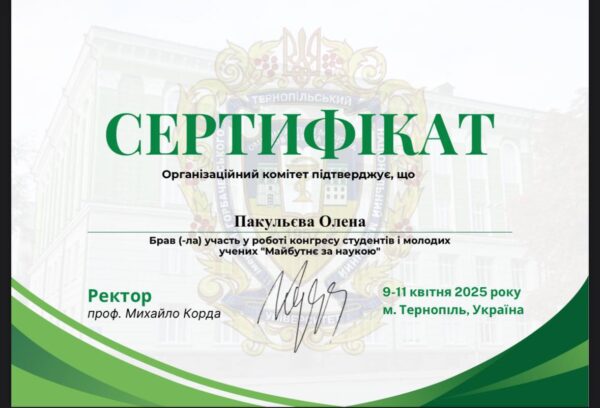 СЕРТИФІКАТ
Організаційний комітет підтверджує, що
Пакульєва Олена
Брав (-ла) участь у роботі конгресу студентів і молодих
учених "Майбутнє за наукою"
Ректор
проф. Михайло Корда
9-11 квітня 2025 року
м. Тернопіль, Україна
ТЕРНОПІЛЬСЬКИЙ